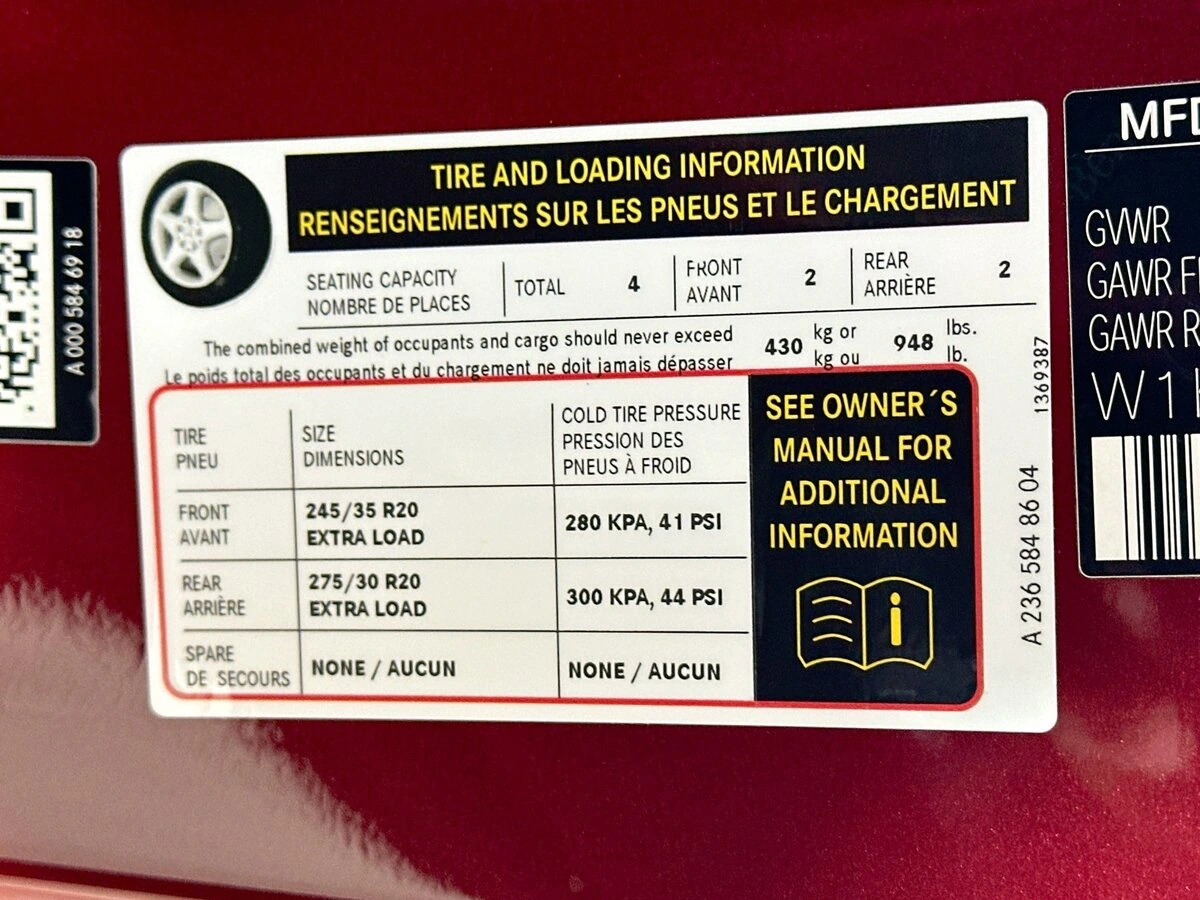 TIRE AND LOADING INFORMATION
RENSEIGNEMENTS SUR LES PNEUS ET LE CHARGEMENT
SEATING CAPACITY
NOMBRE DE PLACES
TOTAL 4
FRONT
AVANT
2
REAR
ARRIÈRE
2
The combined weight of occupants and cargo should never exceed
Le poids total des occupants et du chargement ne doit jamais dépasser
430
kg or
kg ou
948
lbs.
lb.
TIRE
PNEU
SIZE
DIMENSIONS
COLD TIRE PRESSURE
PRESSION DES
PNEUS À FROID
FRONT
AVANT
245/35 R20
EXTRA LOAD
280 KPA, 41 PSI
REAR
ARRIÈRE
275/30 R20
EXTRA LOAD
300 KPA, 44 PSI
SPARE
DE SECOURS
NONE / AUCUN
NONE / AUCUN
SEE OWNER´S
MANUAL FOR
ADDITIONAL
INFORMATION
i
1369387
A 236 584 86 04
A 000 584 69 18
GVWR
GAWR
GAWR R
W1